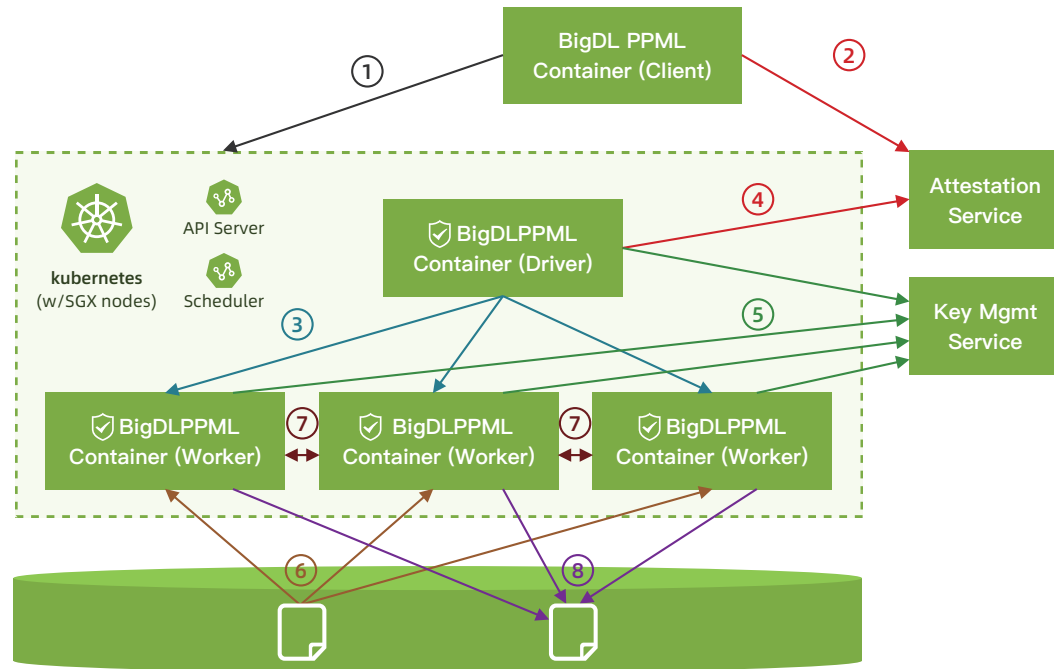 BigDL PPML
Container (Client)
1
2
Attestation
Service
kubernetes
(w/SGX nodes)
API Server
Scheduler
BigDLPPML
Container (Driver)
4
Key Mgmt
Service
3
5
BigDLPPML
Container (Worker)
7
BigDLPPML
Container (Worker)
7
BigDLPPML
Container (Worker)
6
8